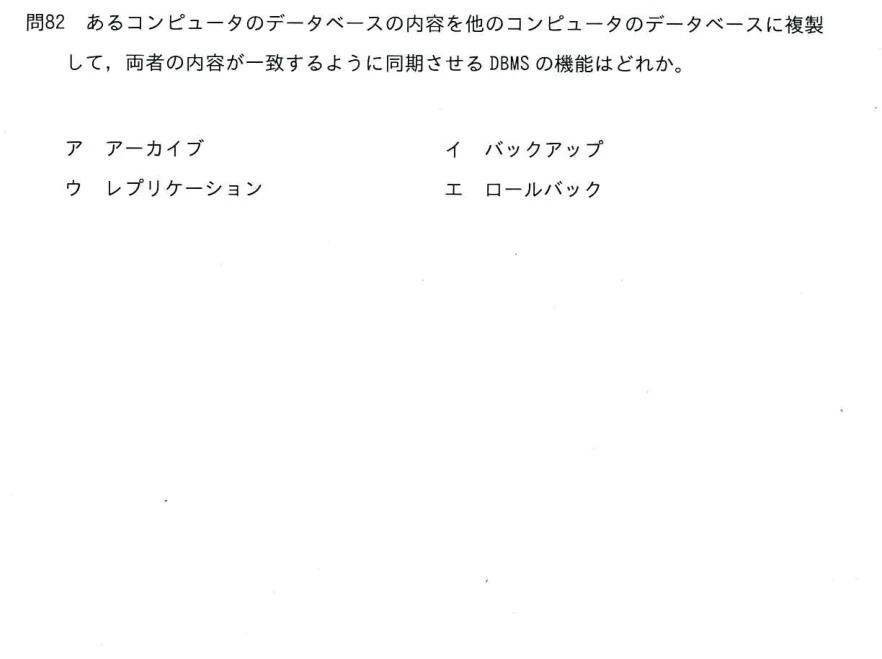 問82 あるコンピュータのデータベースの内容を他のコンピュータのデータベースに複製
して，両者の内容が一致するように同期させる DBMS の機能はどれか。
ア アーカイブ イ バックアップ
ウ レプリケーション エ ロールバック